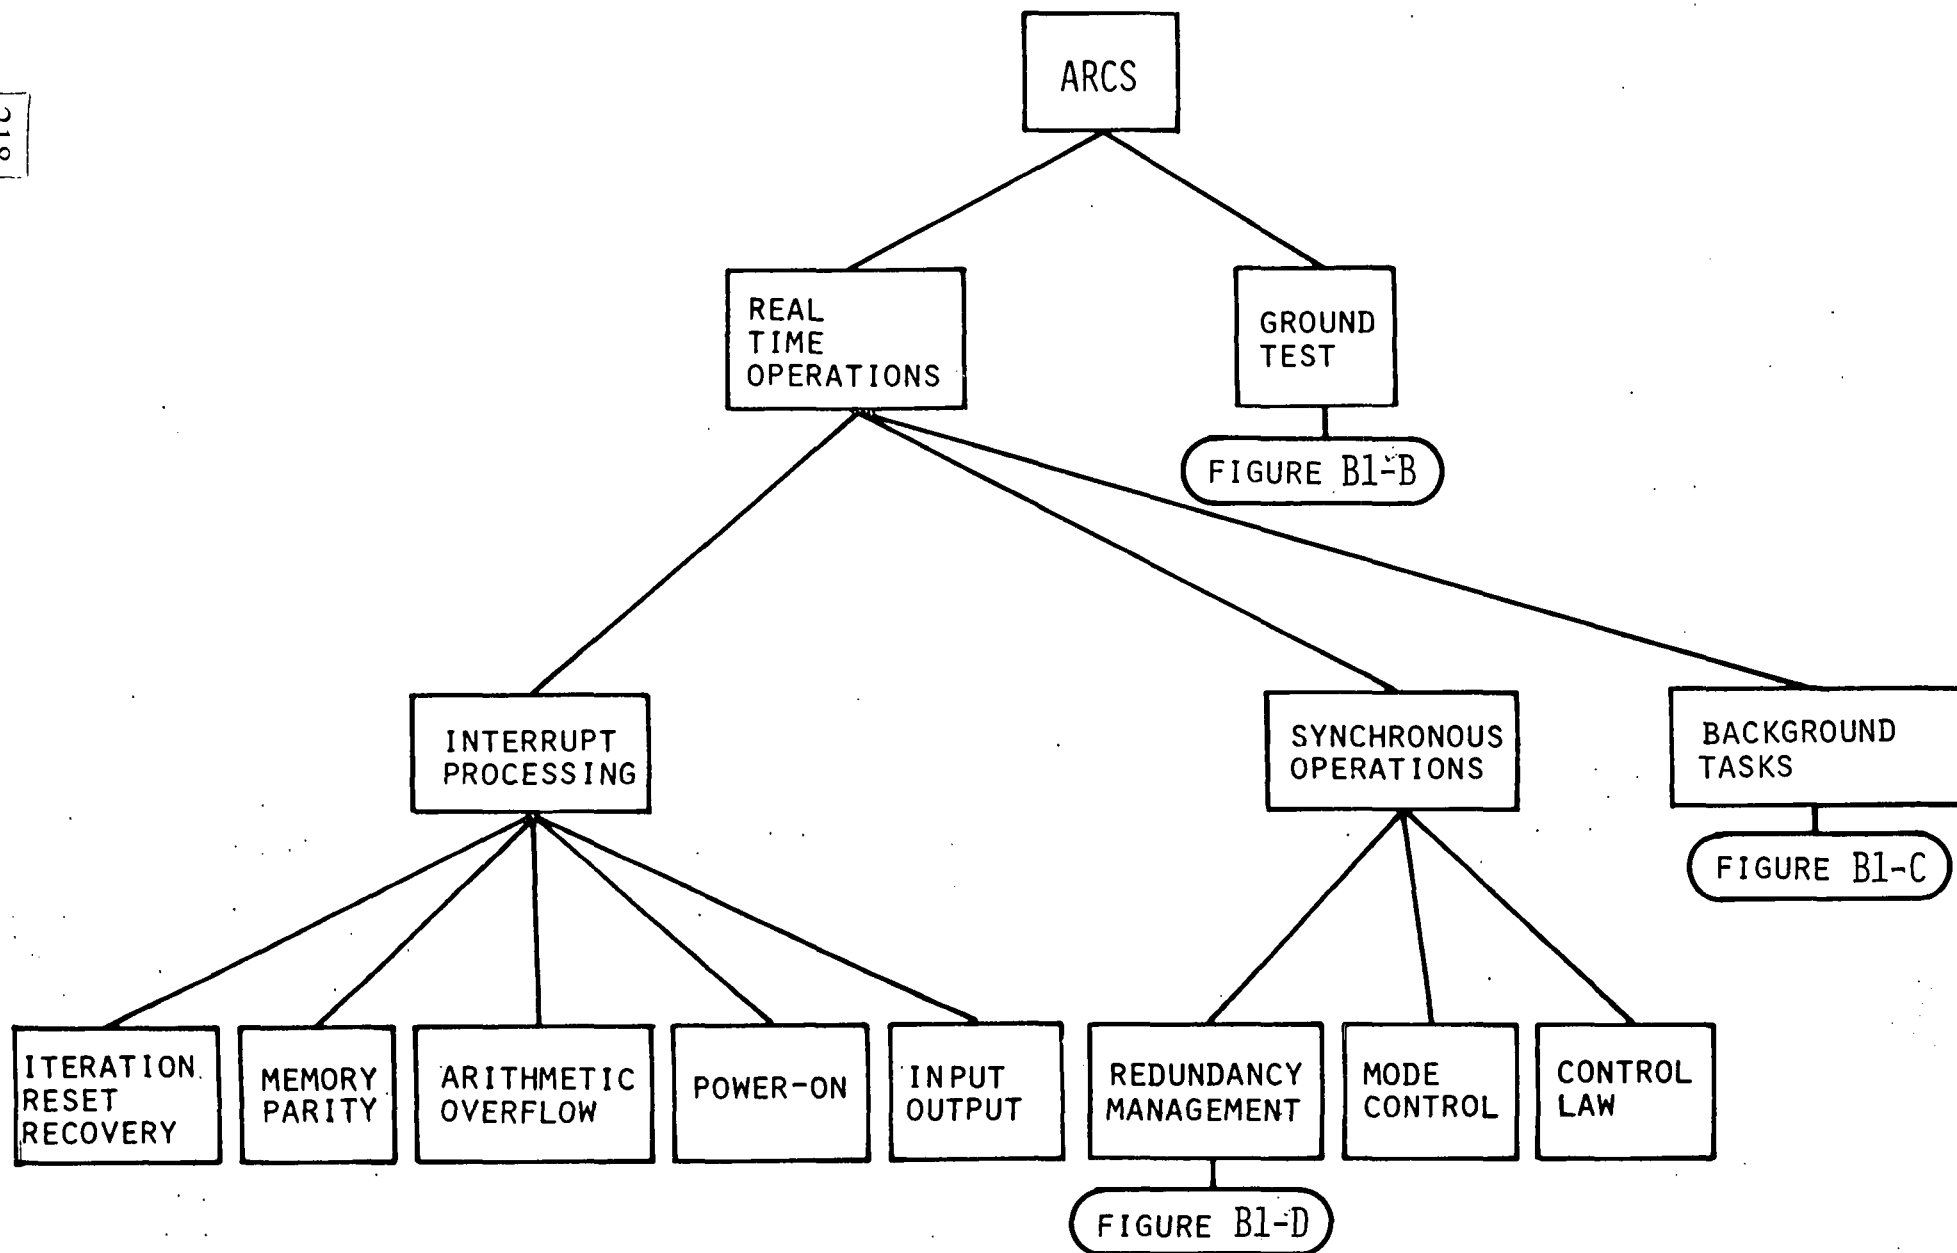 ARCS
REAL
TIME
OPERATIONS
GROUND
TEST
FIGURE B1-B
INTERRUPT
PROCESSING
SYNCHRONOUS
OPERATIONS
BACKGROUND
TASKS
FIGURE B1-C
ITERATION
RESET
RECOVERY
MEMORY
PARITY
ARITHMETIC
OVERFLOW
POWER-ON
INPUT
OUTPUT
REDUNDANCY
MANAGEMENT
MODE
CONTROL
CONTROL
LAW
FIGURE B1-D